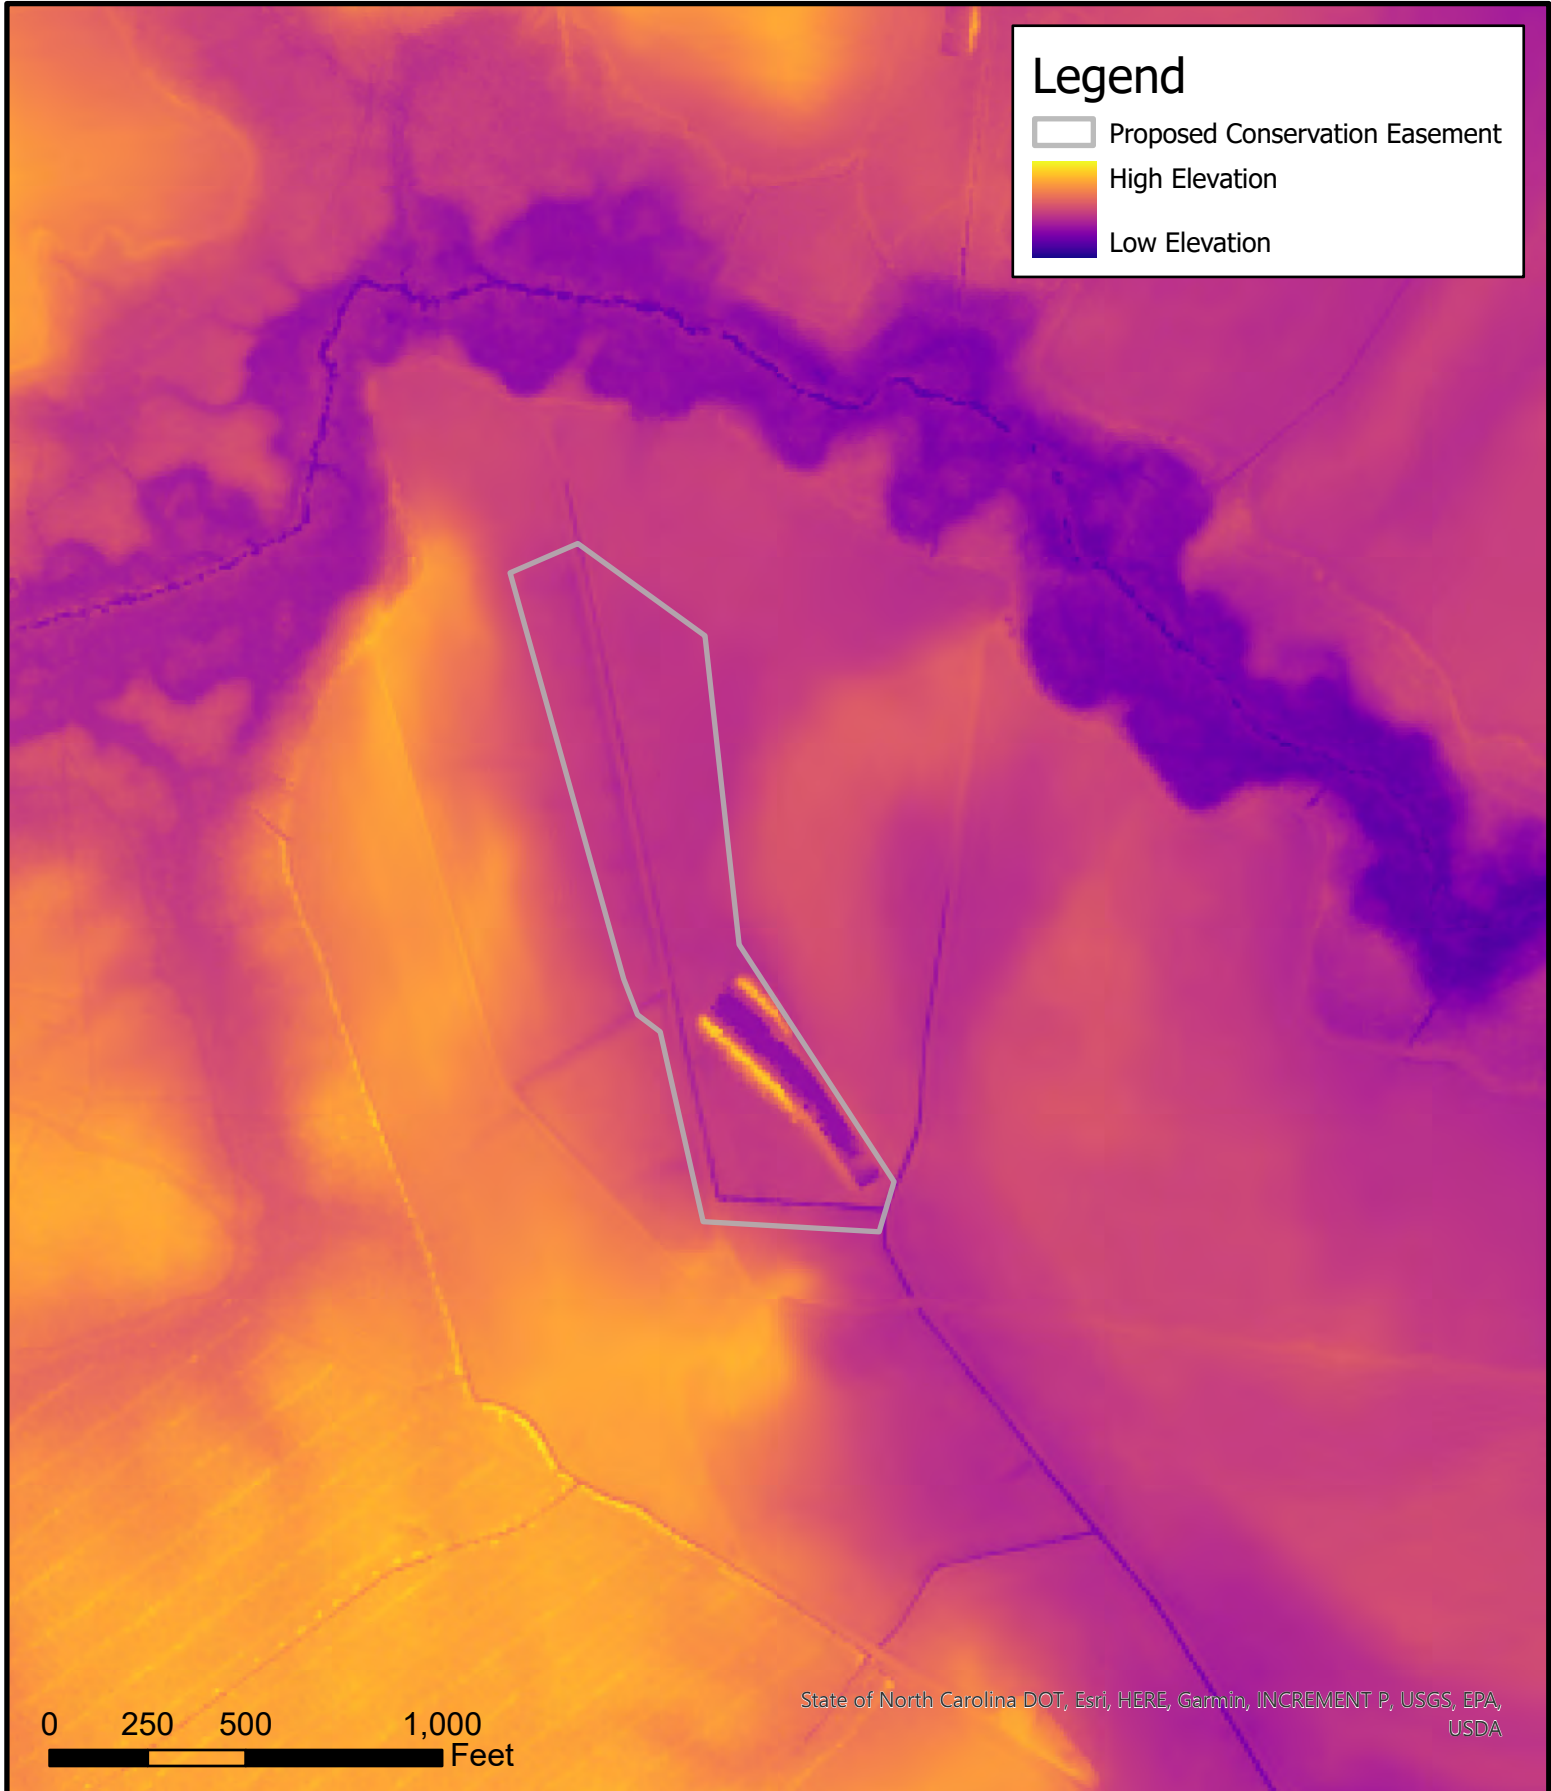 Legend
Proposed Conservation Easement
High Elevation
Low Elevation
State of North Carolina DOT, Esri, HERE, Garmin, INCREMENT P, USGS, EPA,
USDA
0 250 500 1,000
Feet